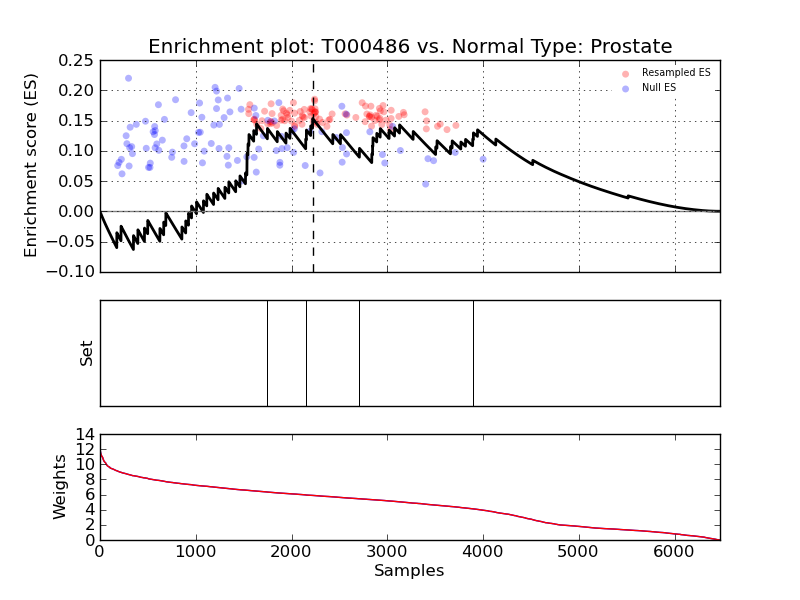 Enrichment plot: T000486 vs. Normal Type: Prostate
Enrichment score (ES)
0.25
0.20
0.15
0.10
0.05
0.00
−0.05
−0.10
Resampled ES
Null ES
Set
Weights
14
12
10
8
6
4
2
0
0 1000 2000 3000 4000 5000 6000
Samples